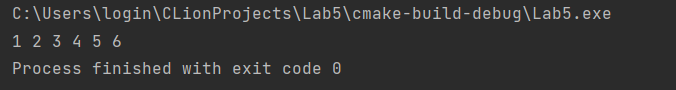 C:\Users\login\CLionProjects\Lab5\cmake-build-debug\Lab5.exe
1 2 3 4 5 6
Process finished with exit code 0